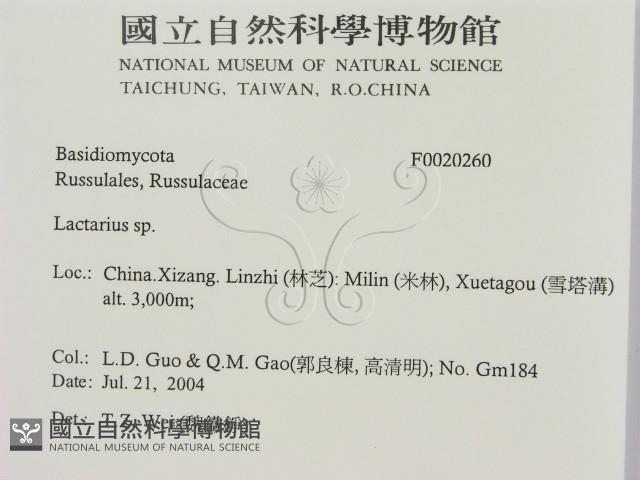 國立自然科學博物館
NATIONAL MUSEUM OF NATURAL SCIENCE
TAICHUNG, TAIWAN, R.O.CHINA
Basidiomycota F0020260
Russulales, Russulaceae
Lactarius sp.
Loc.: China.Xizang. Linzhi (林芝): Milin (米林), Xuetagou (雪塔溝)
alt. 3,000m;
Col.: L.D. Guo & Q.M. Gao(郭良棟, 高清明); No. Gm184
Date: Jul. 21, 2004
Det.: T.Z. Wei
國立自然科學博物館
NATIONAL MUSEUM OF NATURAL SCIENCE